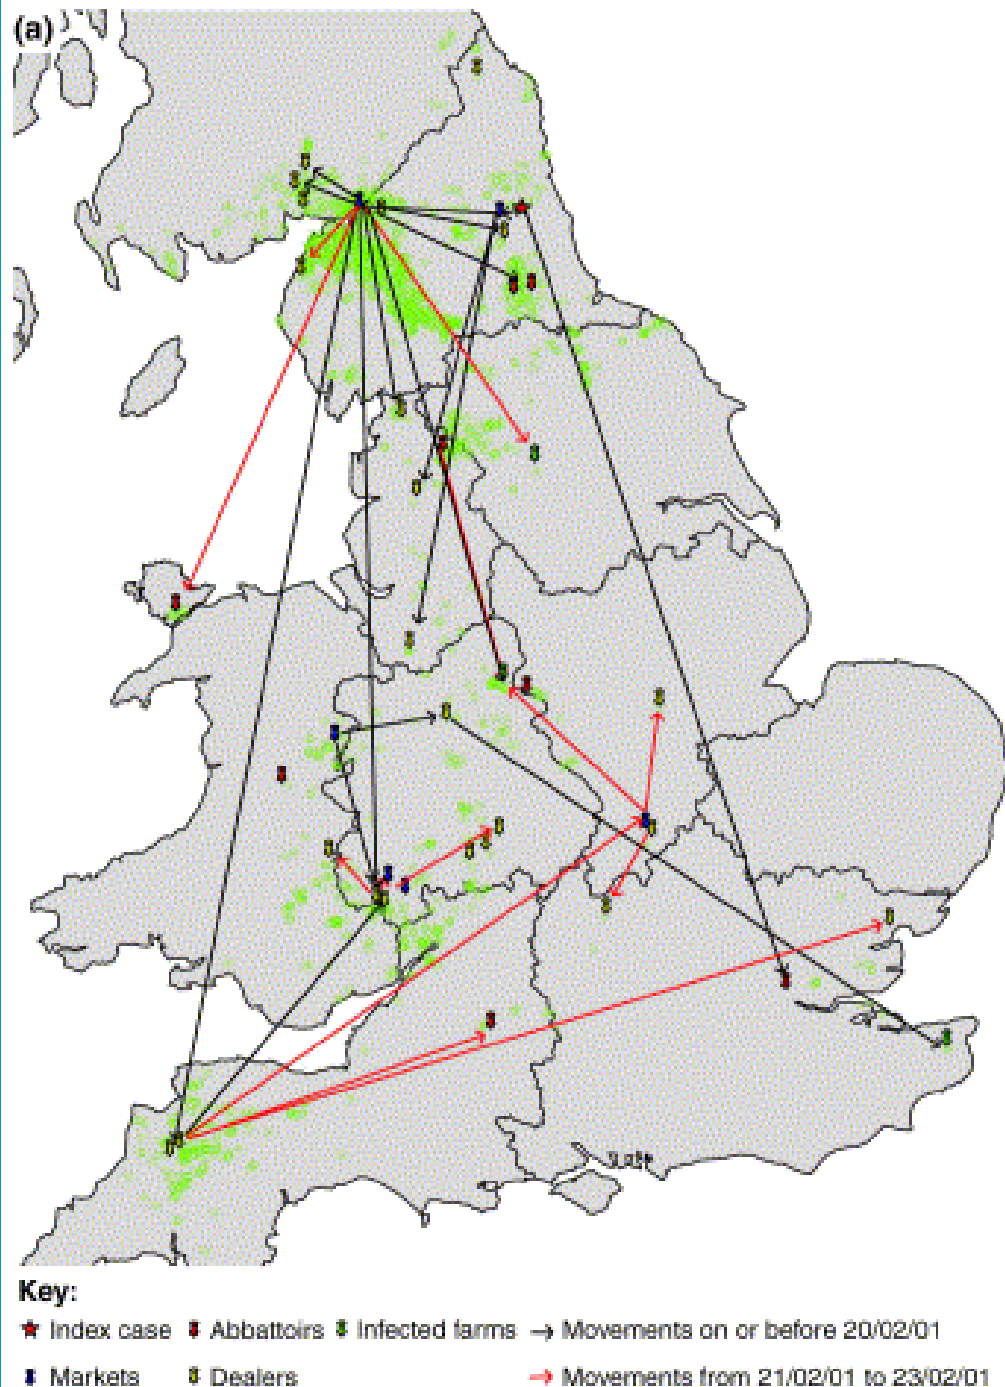 (a)
Key:
Index case Abbattoirs Infected farms Movements on or before 20/02/01
Markets Dealers Movements from 21/02/01 to 23/02/01